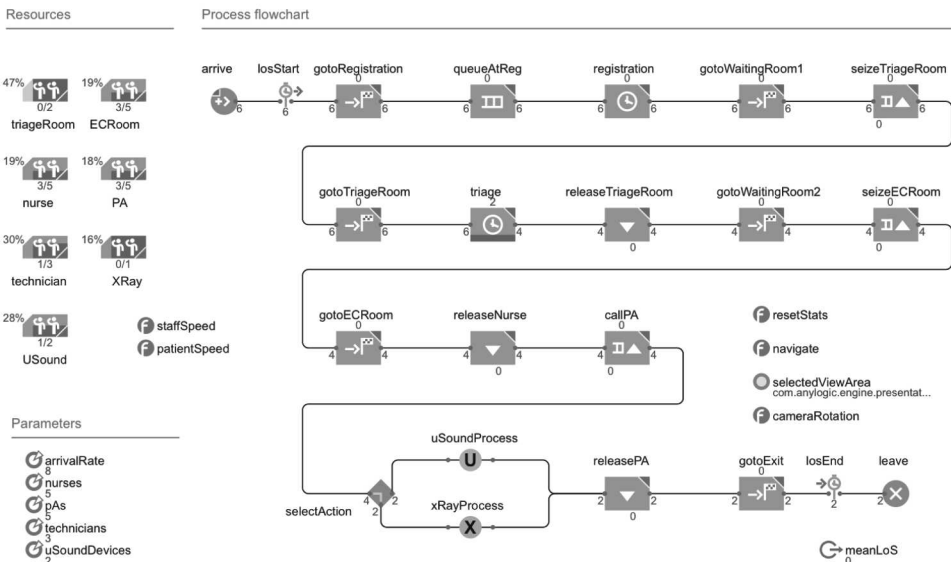 Resources
Process flowchart
47%
0/2
triageRoom
19%
3/5
ECRoom
19%
3/5
nurse
18%
3/5
PA
30%
1/3
technician
16%
0/1
XRay
28%
1/2
USound
staffSpeed
patientSpeed
Parameters
arrivalRate
8
nurses
5
pAs
5
technicians
3
uSoundDevices
2
arrive
6
losStart
6
gotoRegistration
0
6 6
queueAtReg
0
6 6
registration
0
6 6
gotoWaitingRoom1
0
6 6
seizeTriageRoom
0
6 6
0
gotoTriageRoom
0
6 6
triage
2
6 4
releaseTriageRoom
4 4
0
gotoWaitingRoom2
0
4 4
seizeECRoom
0
4 4
0
gotoECRoom
0
4 4
releaseNurse
4 4
0
callPA
0
4 4
0
resetStats
navigate
selectedViewArea
com.anylogic.engine.presentat...
cameraRotation
selectAction
4 2
2
uSoundProcess
U
xRayProcess
X
releasePA
2 2
0
gotoExit
0
2 2
losEnd
2
leave
2
meanLoS
0